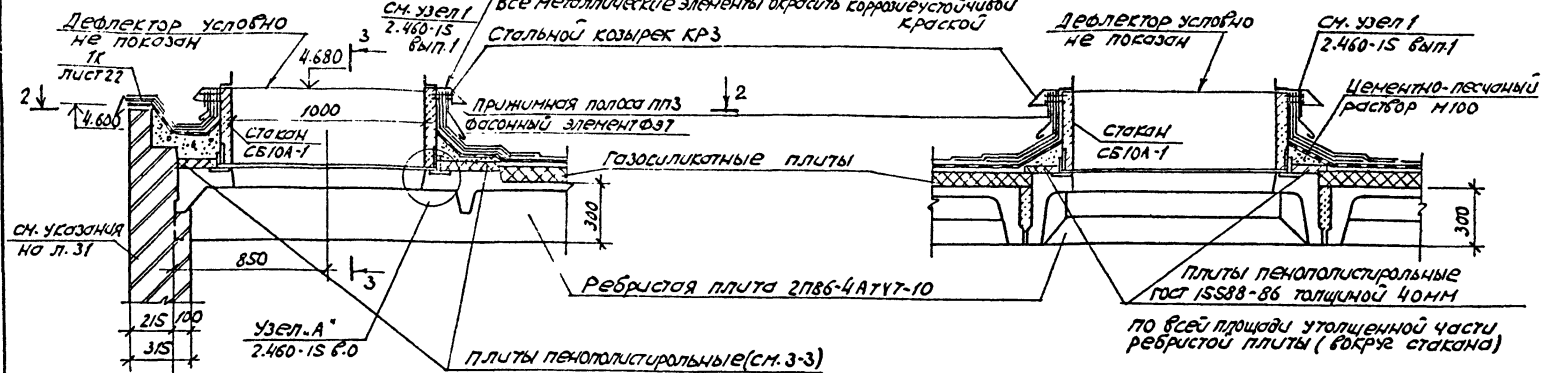 Дефлектор условно
не показан
1к
лист 22
см. узел 1
2.460-15
вып.1
Все металлические элементы окрасить коррозиеустойчивой
краской
Стальной козырек КР3
3
4.680
2
4.600
1000
стакан
СБ10А-1
прижимная полоса ПП3
фасонный элемент ФЭ7
2
Газосиликатные плиты
300
см. указания
на л.31
850
3
215
100
315
Узел „А"
2.460-15 в.0
Ребристая плита 2ПВ6-4АтVТ-10
плиты пенополистирольные (см. 3-3)
Дефлектор условно
не показан
см. узел 1
2.460-15 вып.1
Цементно-песчаный
раствор М100
стакан
СБ10А-1
300
плиты пенополистирольные
гост 15588-86 толщиной 40мм
по всей площади утолщенной части
ребристой плиты (вокруг стакана)